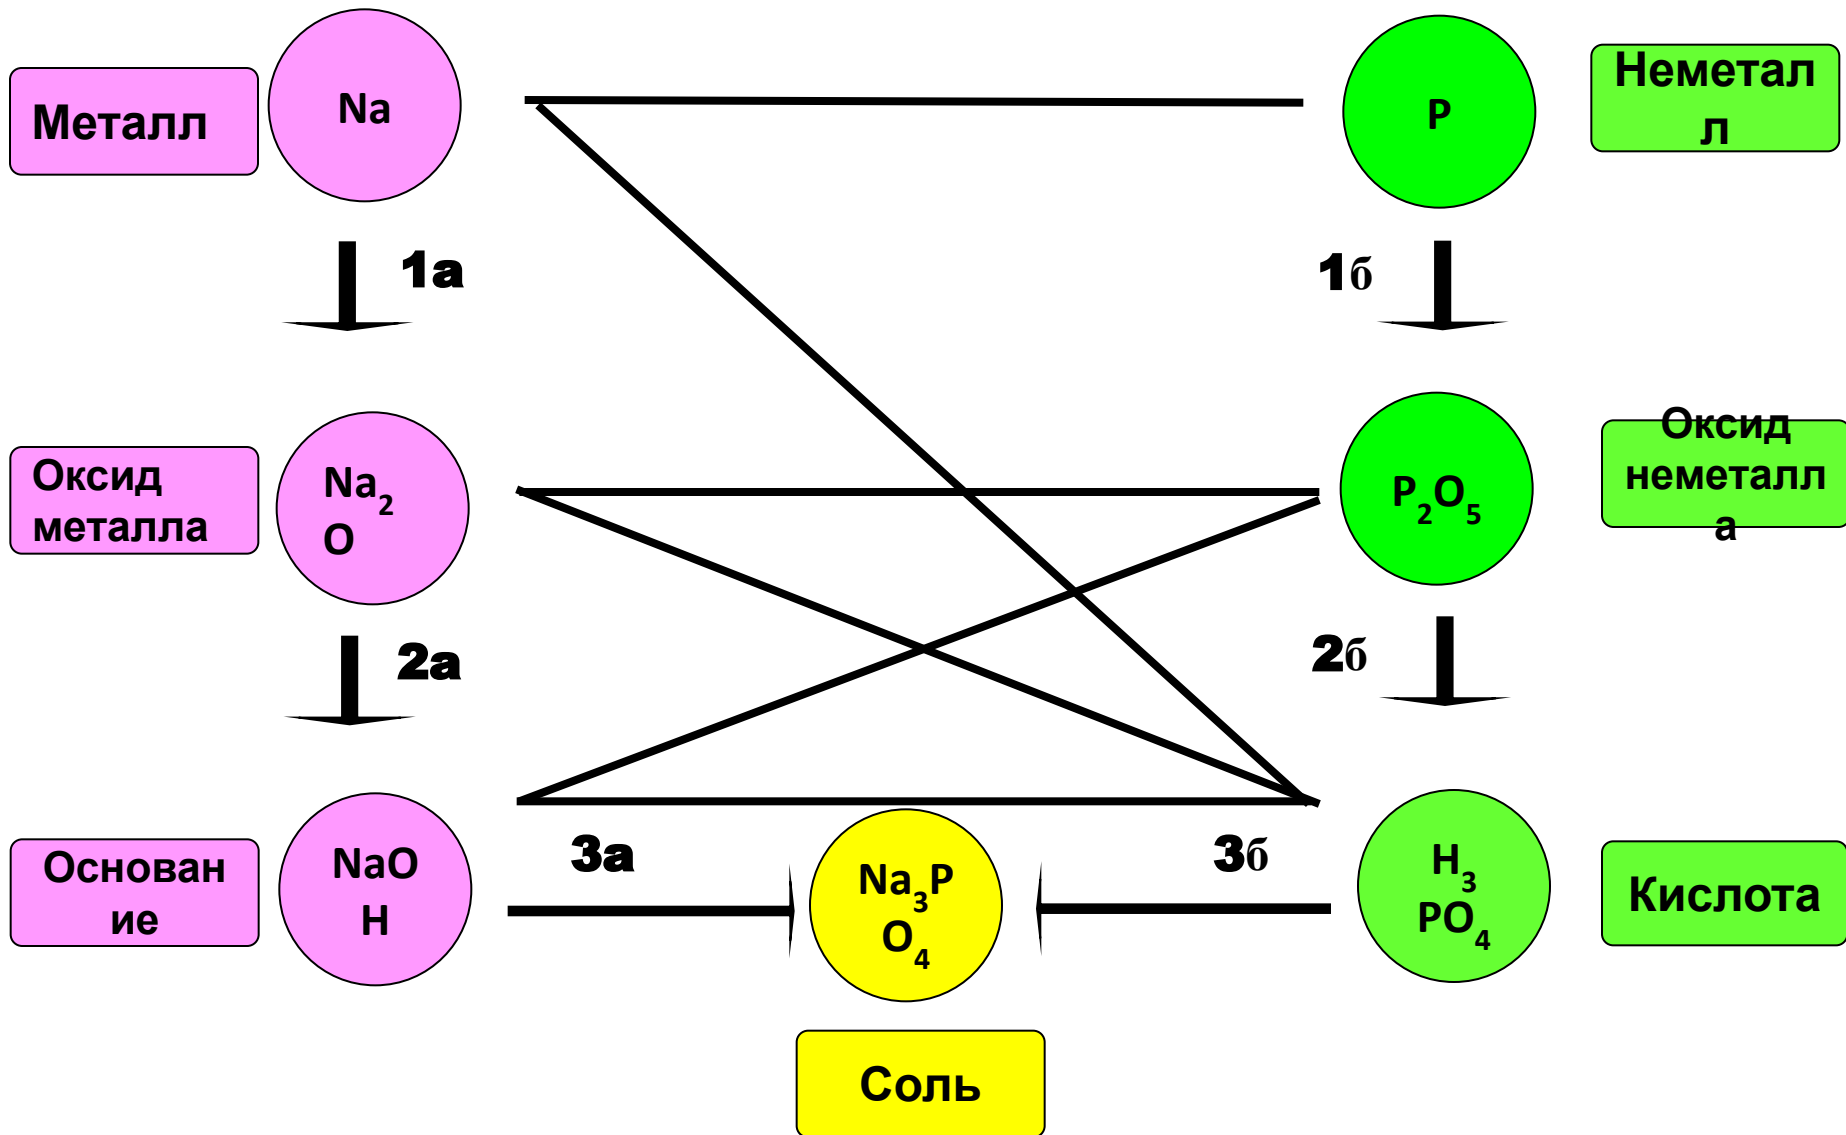 Металл
Na
P
Неметал
л
1а
1б
Оксид
металла
Na₂
O
P₂O₅
Оксид
неметалл
а
2а
2б
Основан
ие
NaO
H
3а
Na₃P
O₄
3б
H₃
PO₄
Кислота
Соль